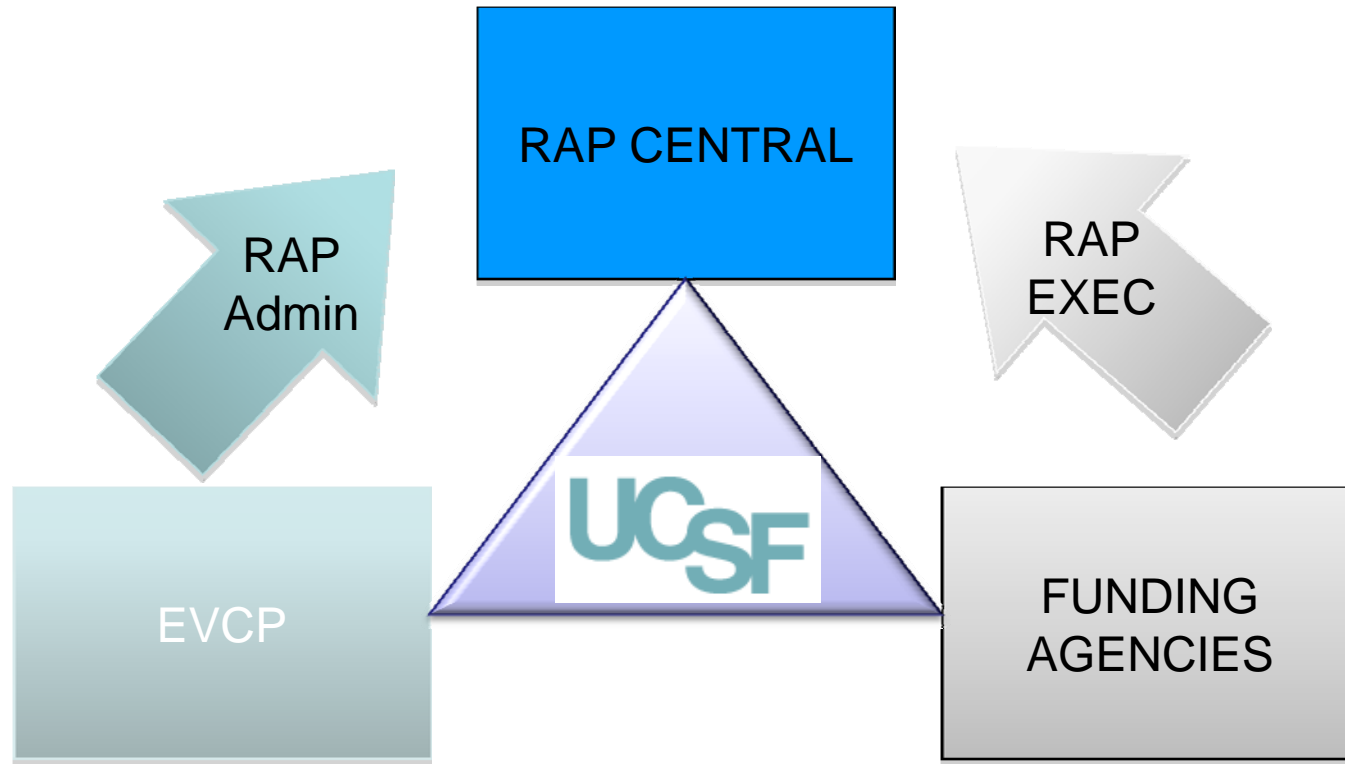 RAP CENTRAL
RAP
Admin
RAP
EXEC
UCSF
EVCP
FUNDING
AGENCIES